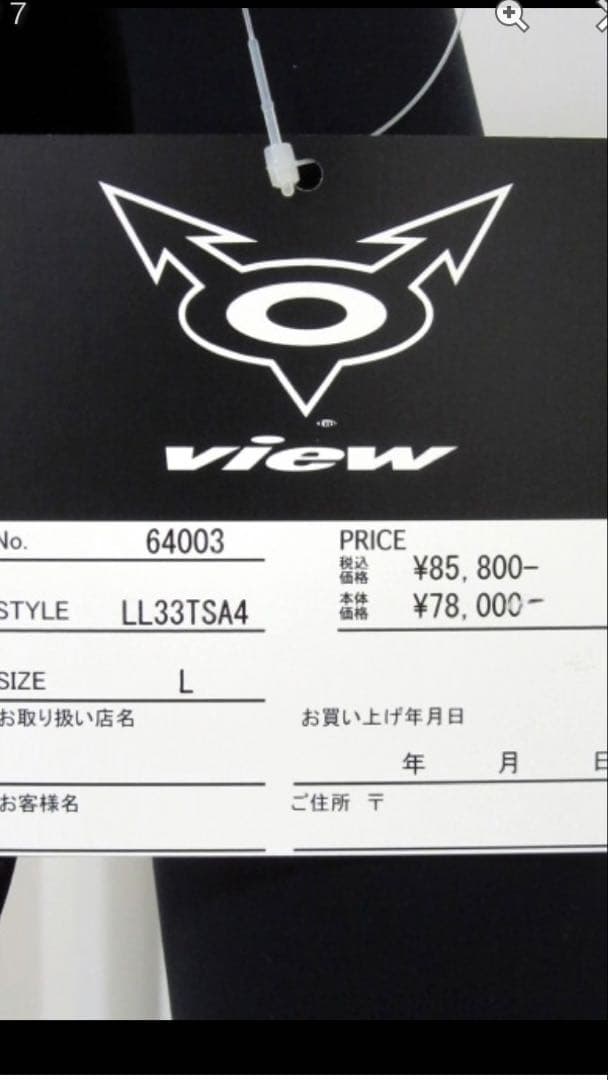 7
view
No. 64003
PRICE
税込価格 ¥85,800-
本体価格 ¥78,000-
STYLE LL33TSA4
SIZE L
お取り扱い店名
お買い上げ年月日
年 月 日
お客様名
ご住所 〒